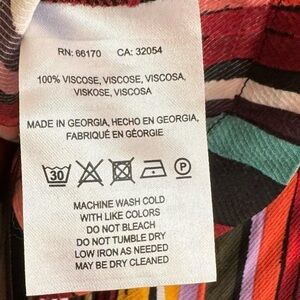 RN: 66170 CA: 32054
100% VISCOSE, VISCOSE, VISCOSA,
VISKOSE, VISCOZA
MADE IN GEORGIA, HECHO EN GEORGIA,
FABRIQUÉ EN GÉORGIE
30 P
MACHINE WASH COLD
WITH LIKE COLORS
DO NOT BLEACH
DO NOT TUMBLE DRY
LOW IRON AS NEEDED
MAY BE DRY CLEANED